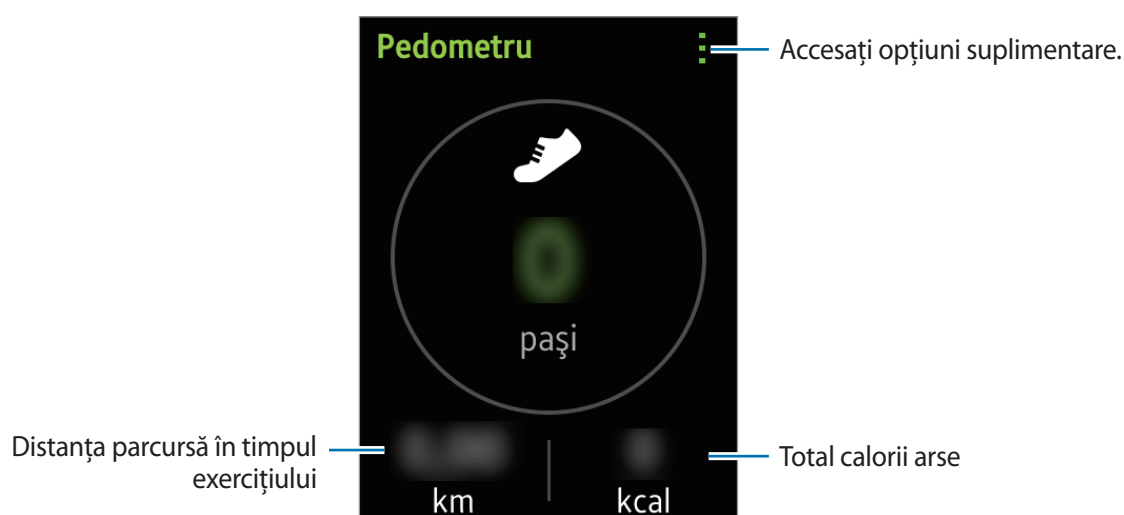 Pedometru
Accesați opțiuni suplimentare.
pași
Distanța parcursă în timpul
exercițiului
km
kcal
Total calorii arse